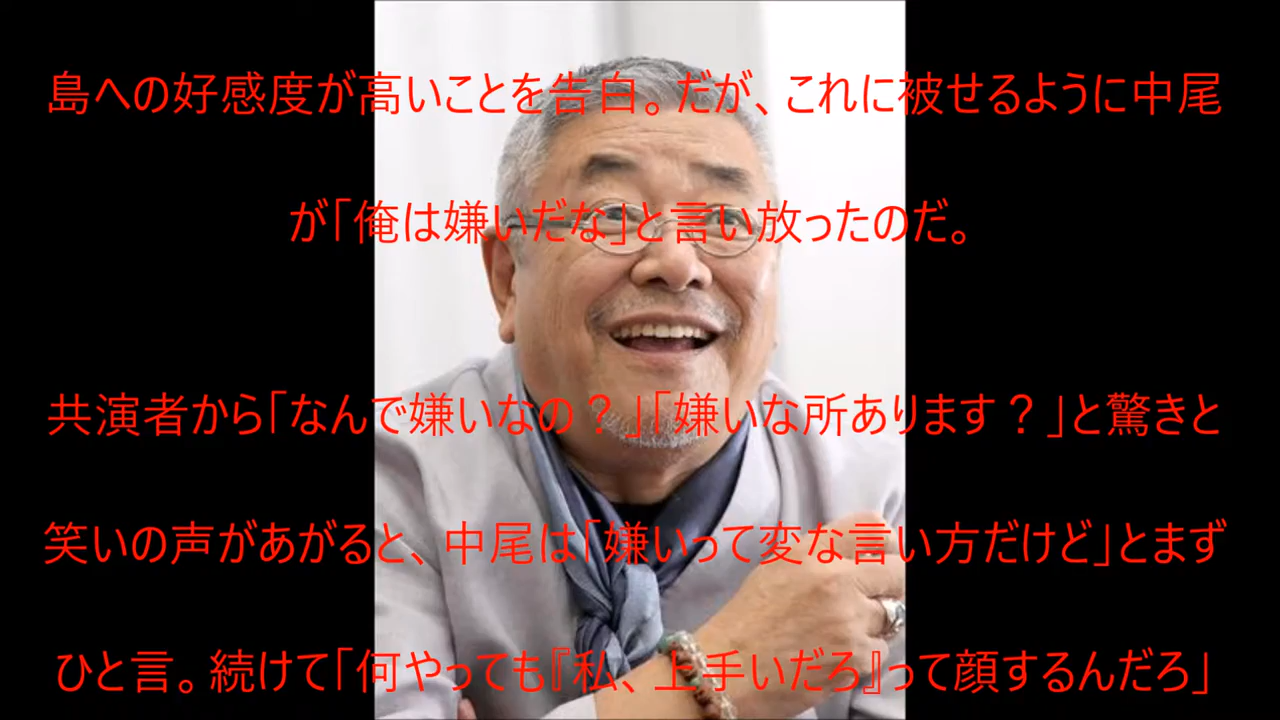 島への好感度が高いことを告白。だが、これに被せるように中尾
が「俺は嫌いだな」と言い放ったのだ。
共演者から「なんで嫌いなの？」「嫌いな所あります？」と驚きと
笑いの声があがると、中尾は「嫌いって変な言い方だけど」とまず
ひと言。続けて「何やっても『私、上手いだろ』って顔するんだろ」